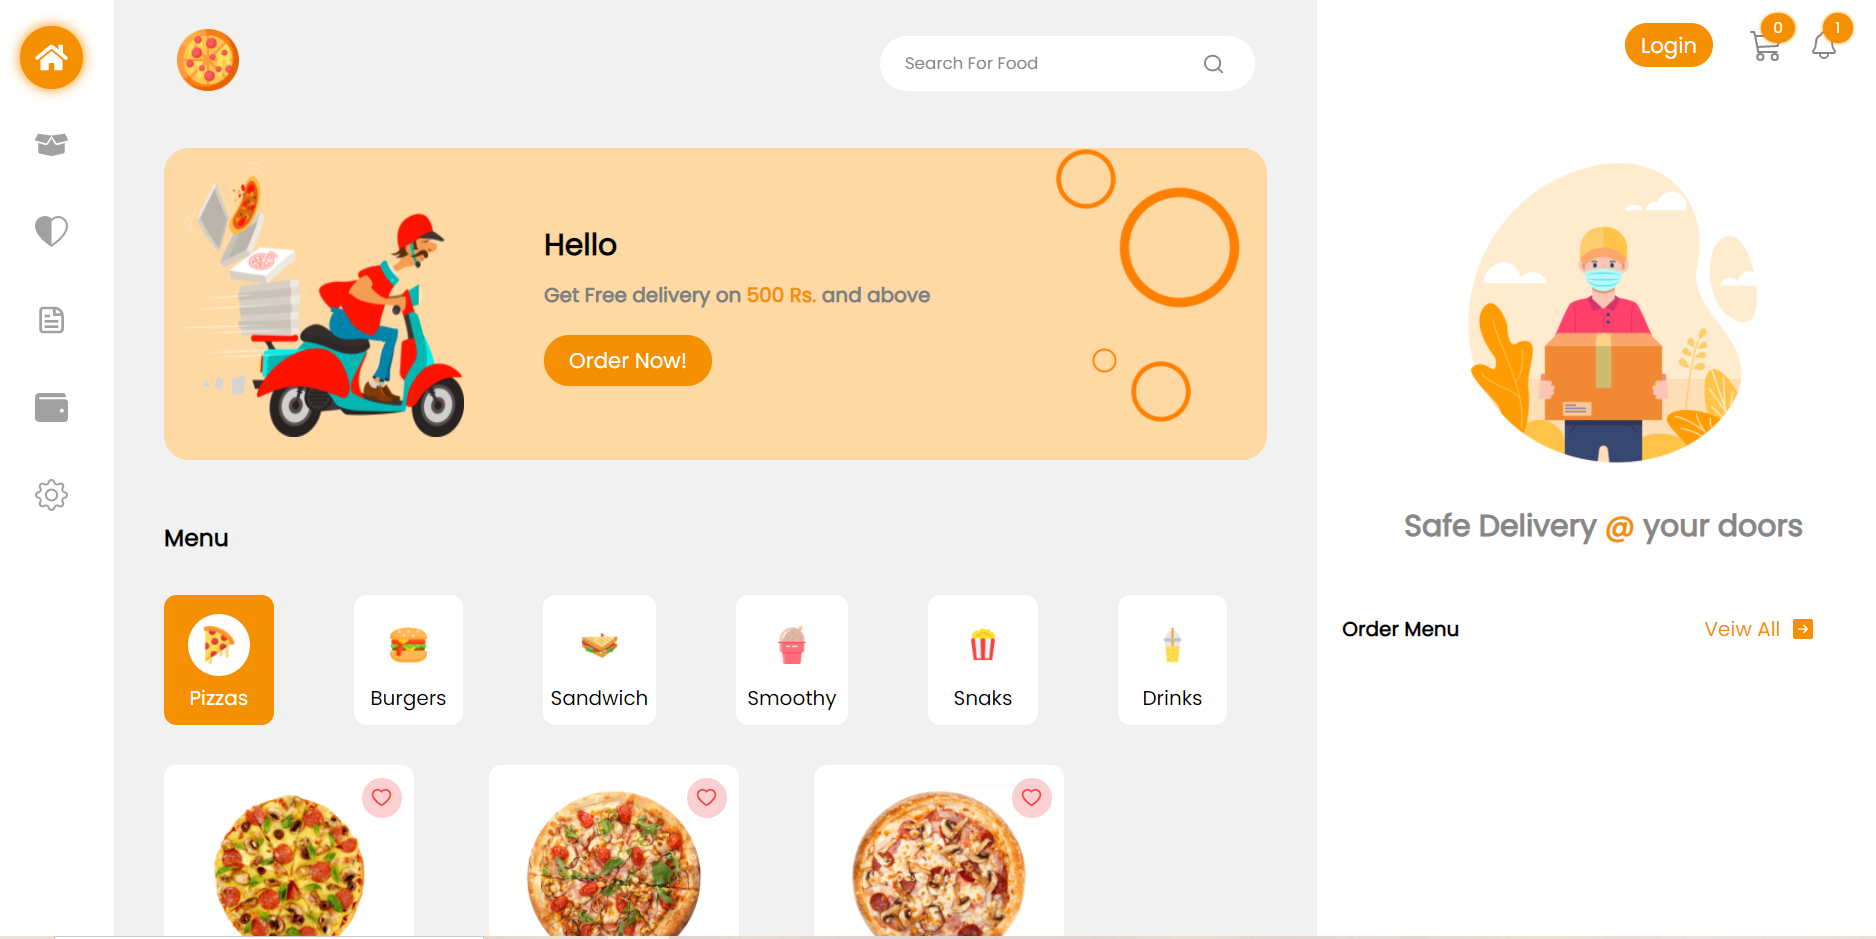 Search For Food
Login
0
1
Hello
Get Free delivery on 500 Rs. and above
Order Now!
Safe Delivery @ your doors
Menu
Pizzas
Burgers
Sandwich
Smoothy
Snaks
Drinks
Order Menu
Veiw All